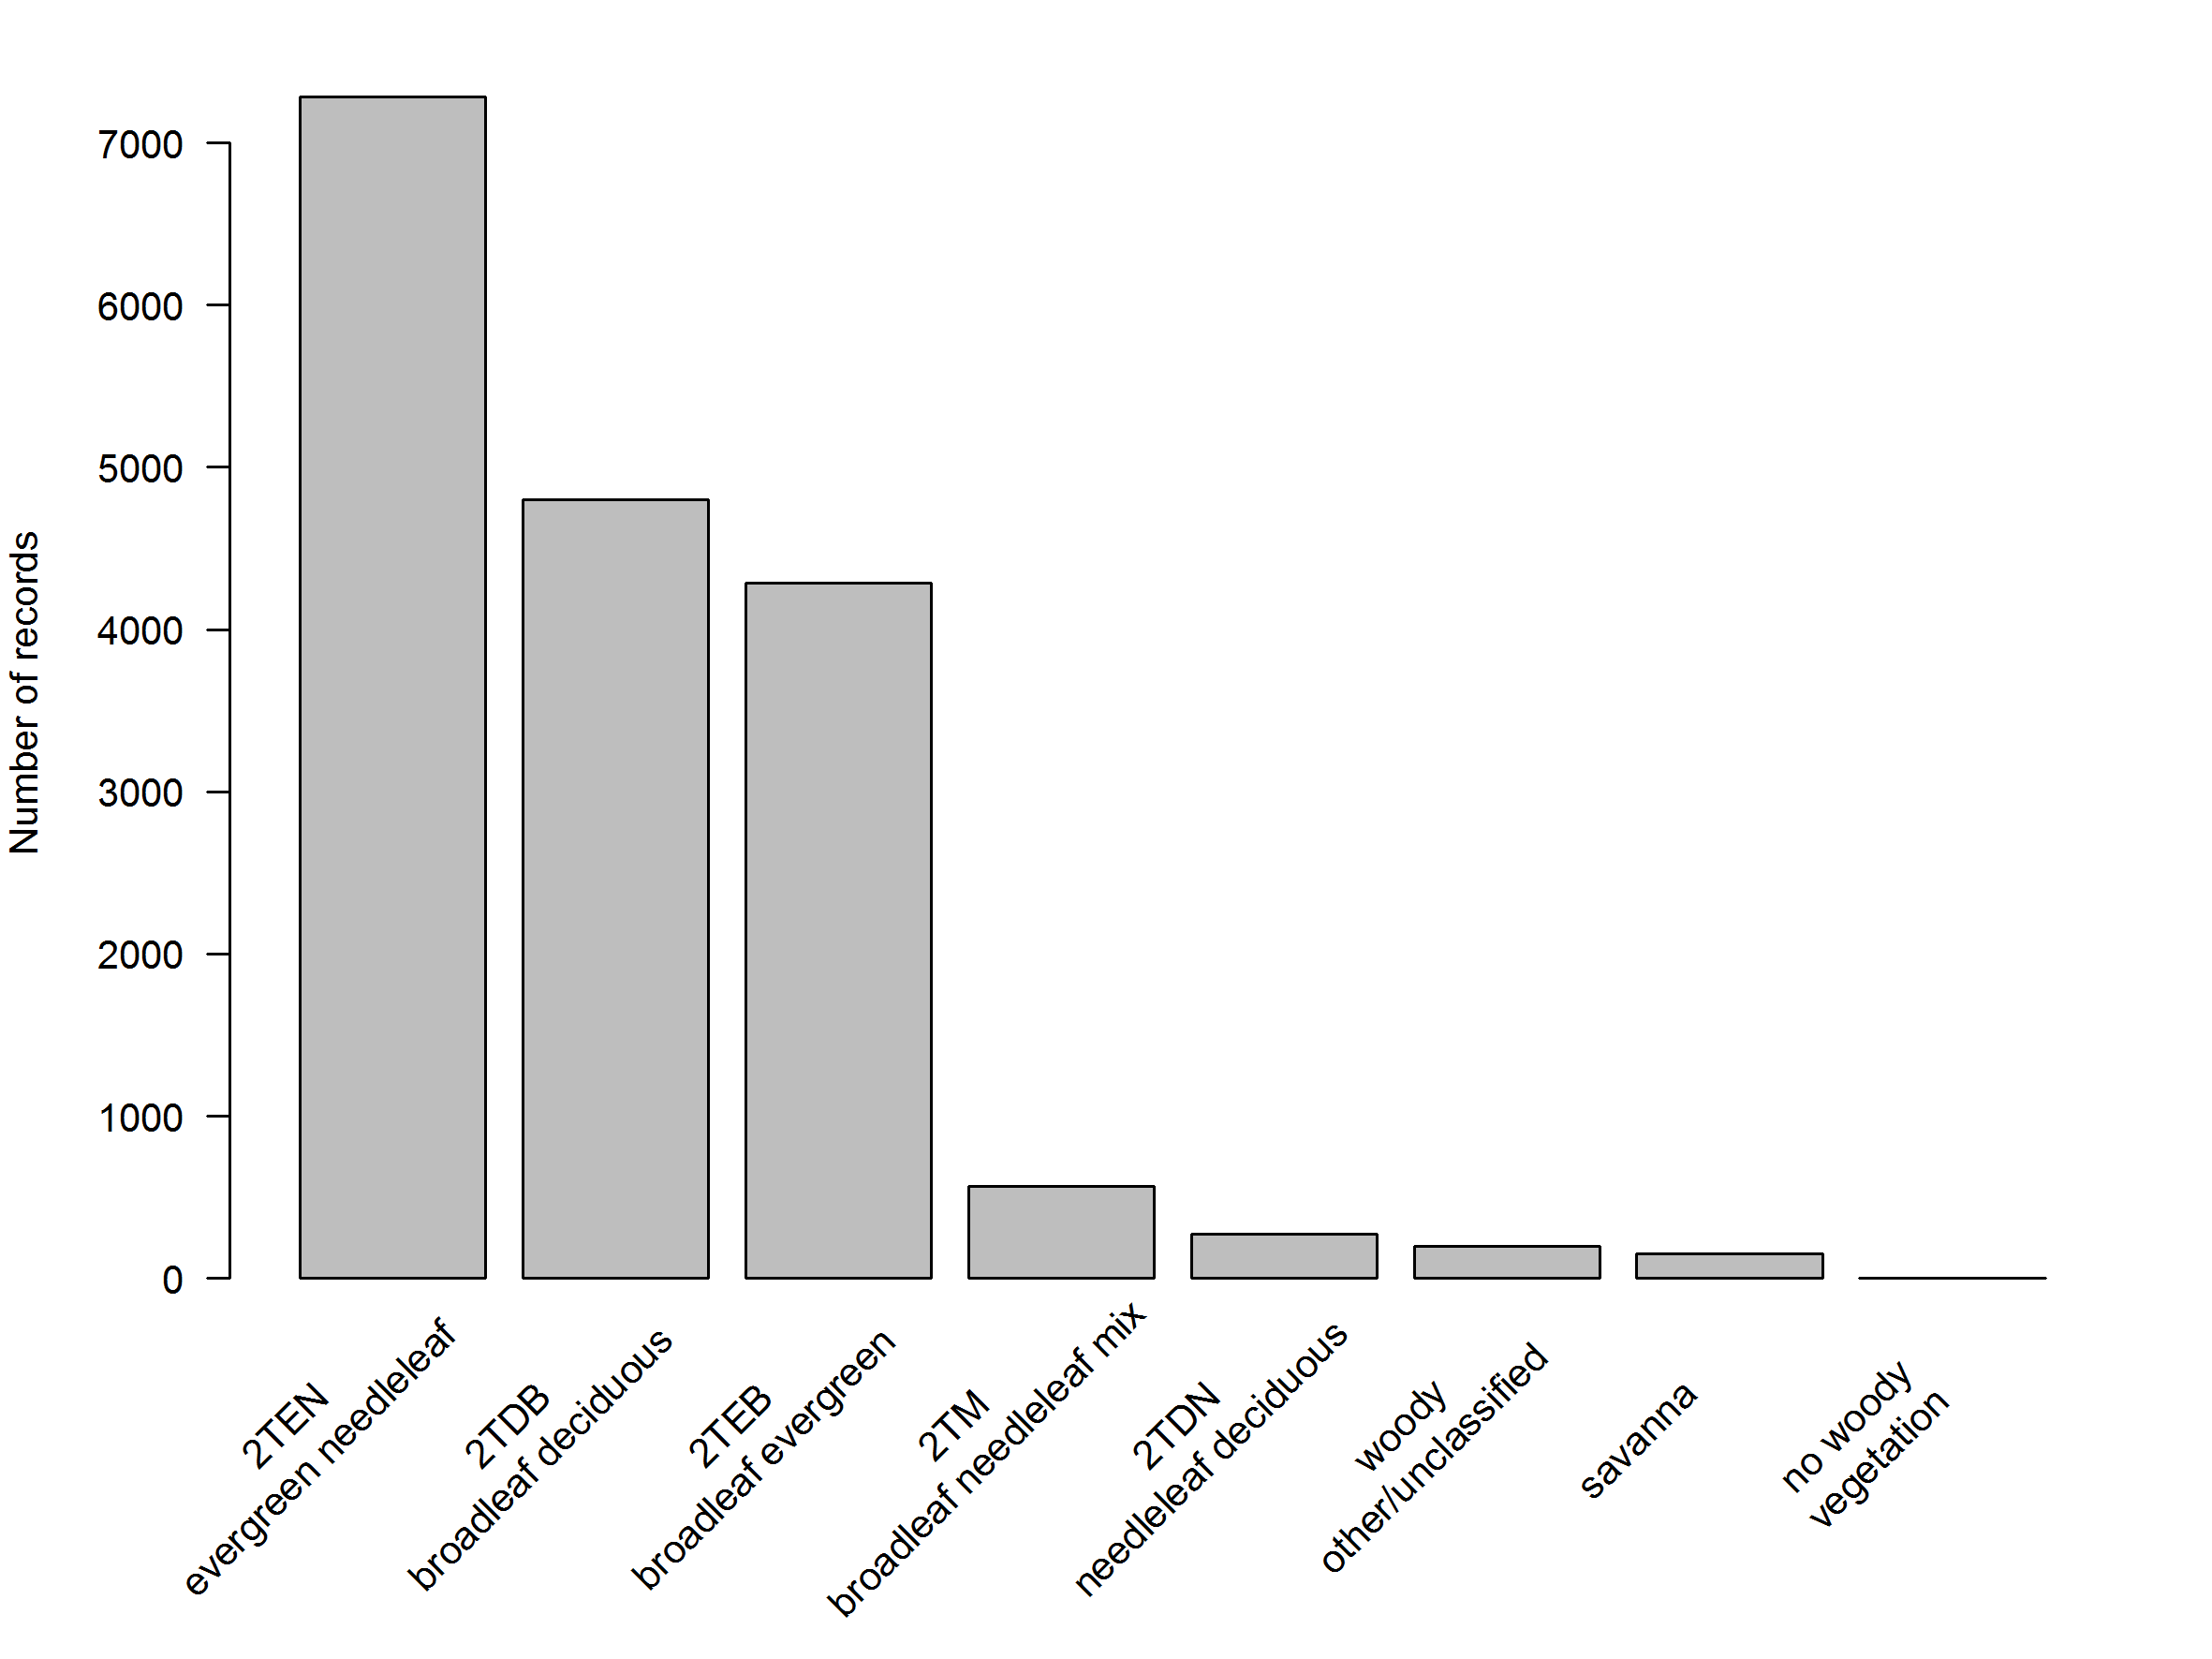 Number of records
7000
6000
5000
4000
3000
2000
1000
0
2TEN
evergreen needleleaf
2TDB
broadleaf deciduous
2TEB
broadleaf evergreen
2TM
broadleaf needleleaf mix
2TDN
needleleaf deciduous
woody
other/unclassified
savanna
no woody
vegetation